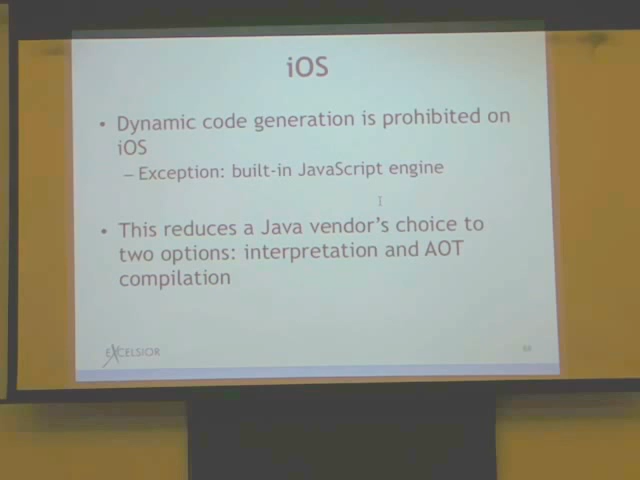 iOS
• Dynamic code generation is prohibited on
iOS
– Exception: built-in JavaScript engine
• This reduces a Java vendor's choice to
two options: interpretation and AOT
compilation
EXCELSIOR